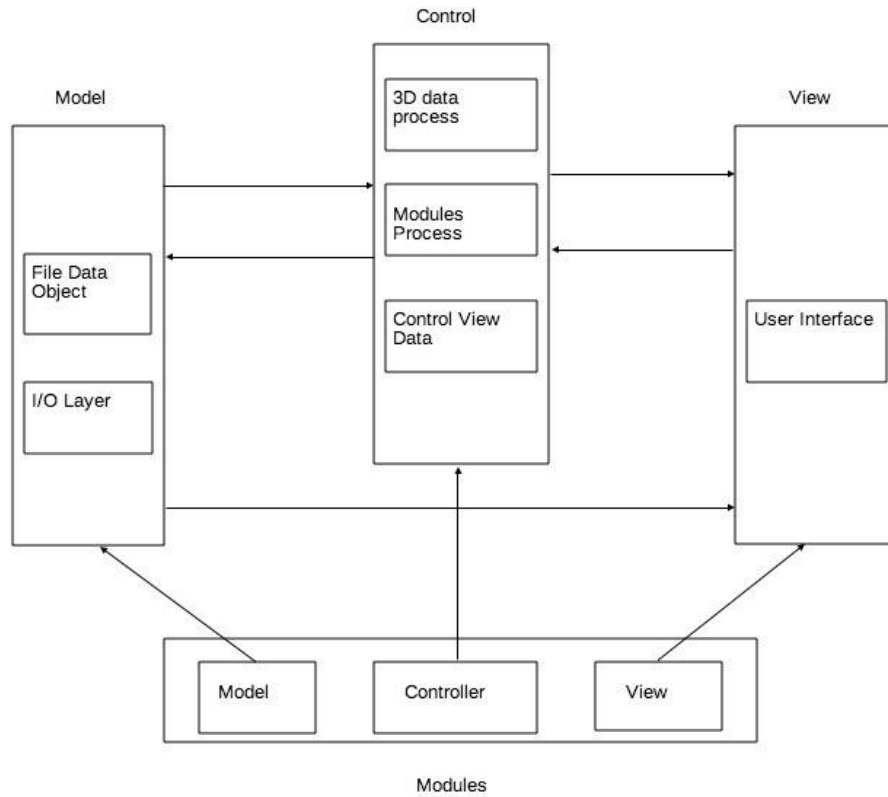 Control
Model
View
3D data
process
Modules
Process
File Data
Object
Control View
Data
User Interface
I/O Layer
Model
Controller
View
Modules